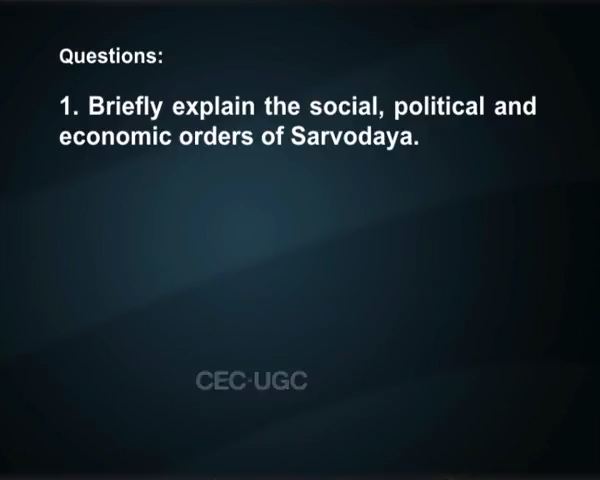 Questions:
1. Briefly explain the social, political and
economic orders of Sarvodaya.
CEC-UGC